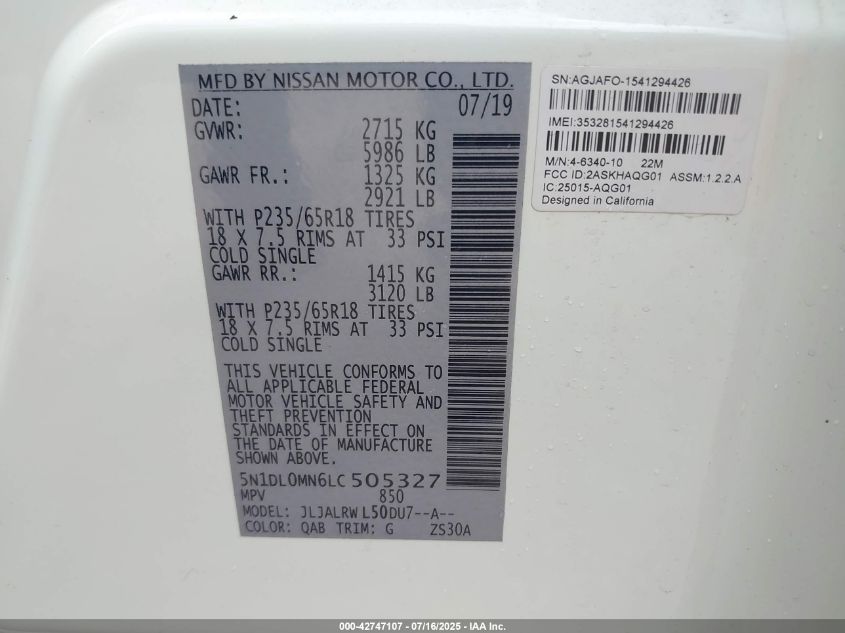 MFD BY NISSAN MOTOR CO., LTD.
DATE: 07/19
GVWR: 2715 KG
5986 LB
GAWR FR.: 1325 KG
2921 LB
WITH P235/65R18 TIRES
18 X 7.5 RIMS AT 33 PSI
COLD SINGLE
GAWR RR.: 1415 KG
3120 LB
WITH P235/65R18 TIRES
18 X 7.5 RIMS AT 33 PSI
COLD SINGLE
THIS VEHICLE CONFORMS TO
ALL APPLICABLE FEDERAL
MOTOR VEHICLE SAFETY AND
THEFT PREVENTION
STANDARDS IN EFFECT ON
THE DATE OF MANUFACTURE
SHOWN ABOVE.
5N1DL0MN6LC505327
MPV 850
MODEL: JLJALRWL50DU7--A--
COLOR: QAB TRIM: G ZS30A
SN:AGJAFO-1541294426
IMEI:353281541294426
M/N:4-6340-10 22M
FCC ID:2ASKHAQG01 ASSM:1.2.2.A
IC:25015-AQG01
Designed in California
000-42747107 - 07/16/2025 - IAA Inc.